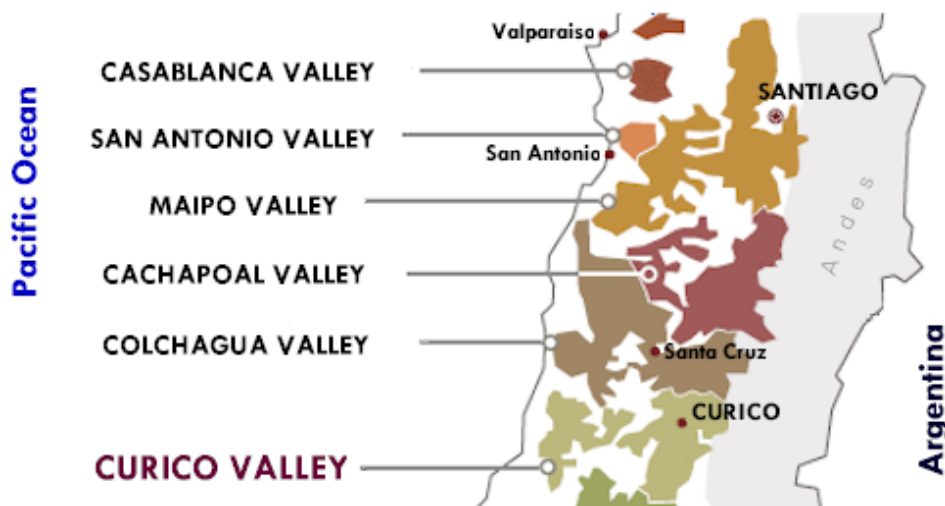 Valparaiso
CASABLANCA VALLEY
SANTIAGO
SAN ANTONIO VALLEY
San Antonio
MAIPO VALLEY
CACHAPOAL VALLEY
COLCHAGUA VALLEY
Santa Cruz
CURICO
CURICO VALLEY
Pacific Ocean
Andes
Argentina